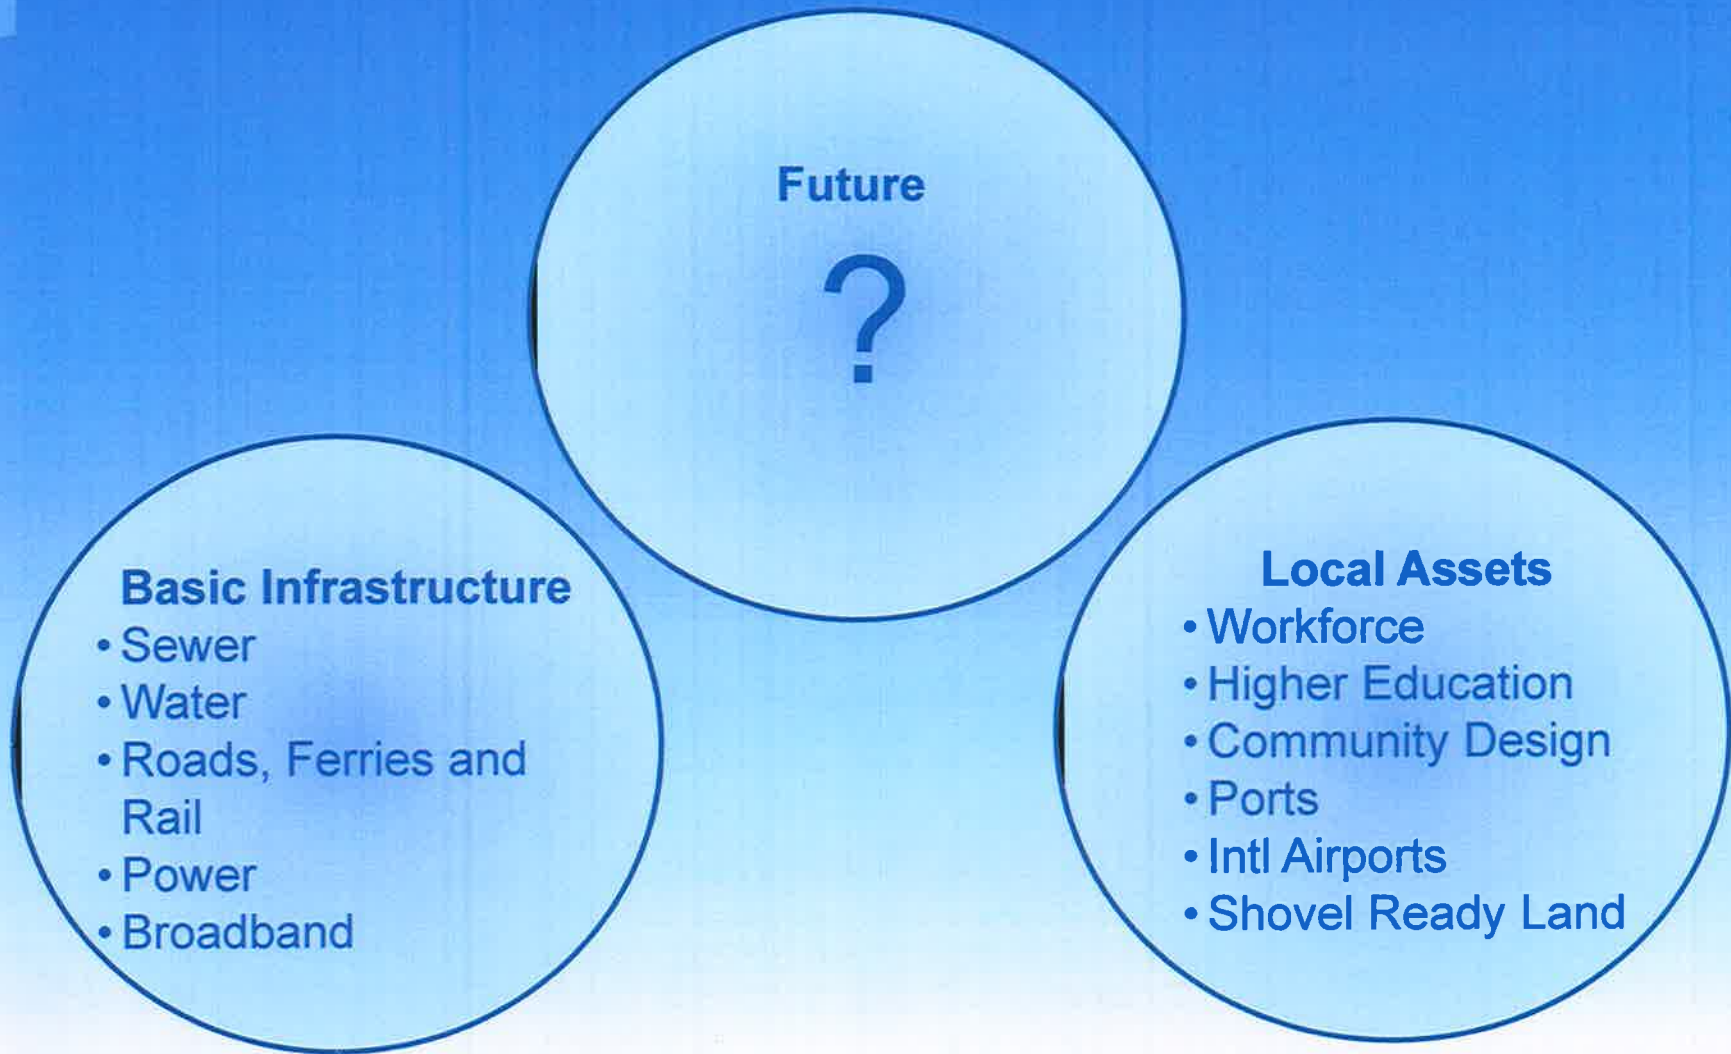 Future
?
Basic Infrastructure
• Sewer
• Water
• Roads, Ferries and
Rail
• Power
• Broadband
Local Assets
• Workforce
• Higher Education
• Community Design
• Ports
• Intl Airports
• Shovel Ready Land